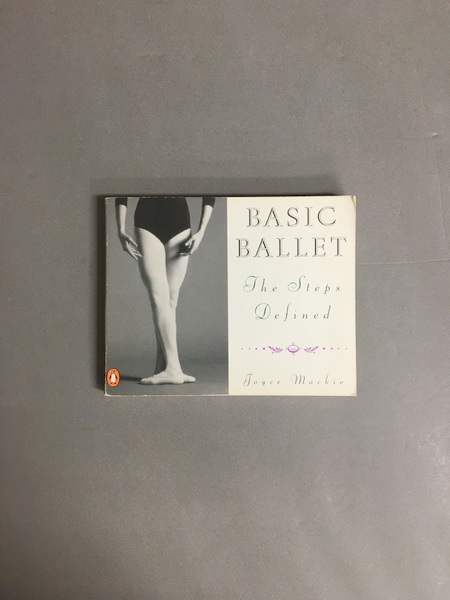 BASIC
BALLET
The Steps
Defined
Joyce Mackie